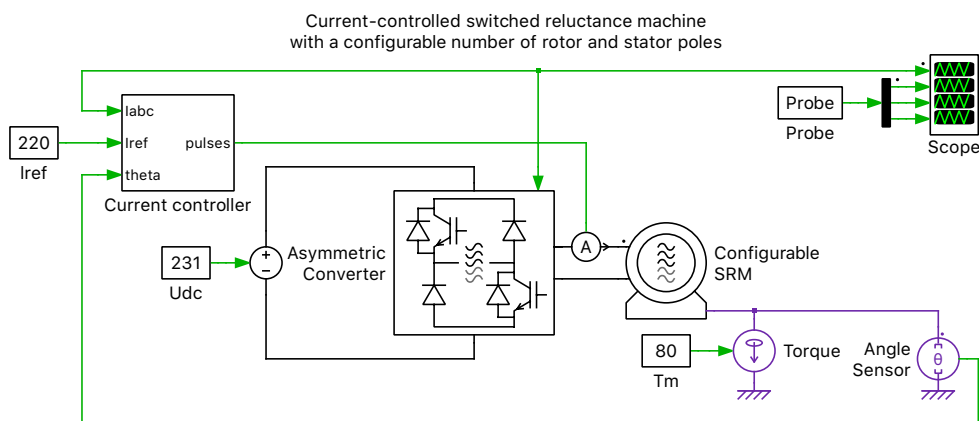 Current-controlled switched reluctance machine
with a configurable number of rotor and stator poles
Iabc
Iref
theta
pulses
Current controller
220
Iref
Probe
Probe
Scope
231
Udc
Asymmetric
Converter
A
Configurable
SRM
80
Tm
Torque
Angle
Sensor
θ